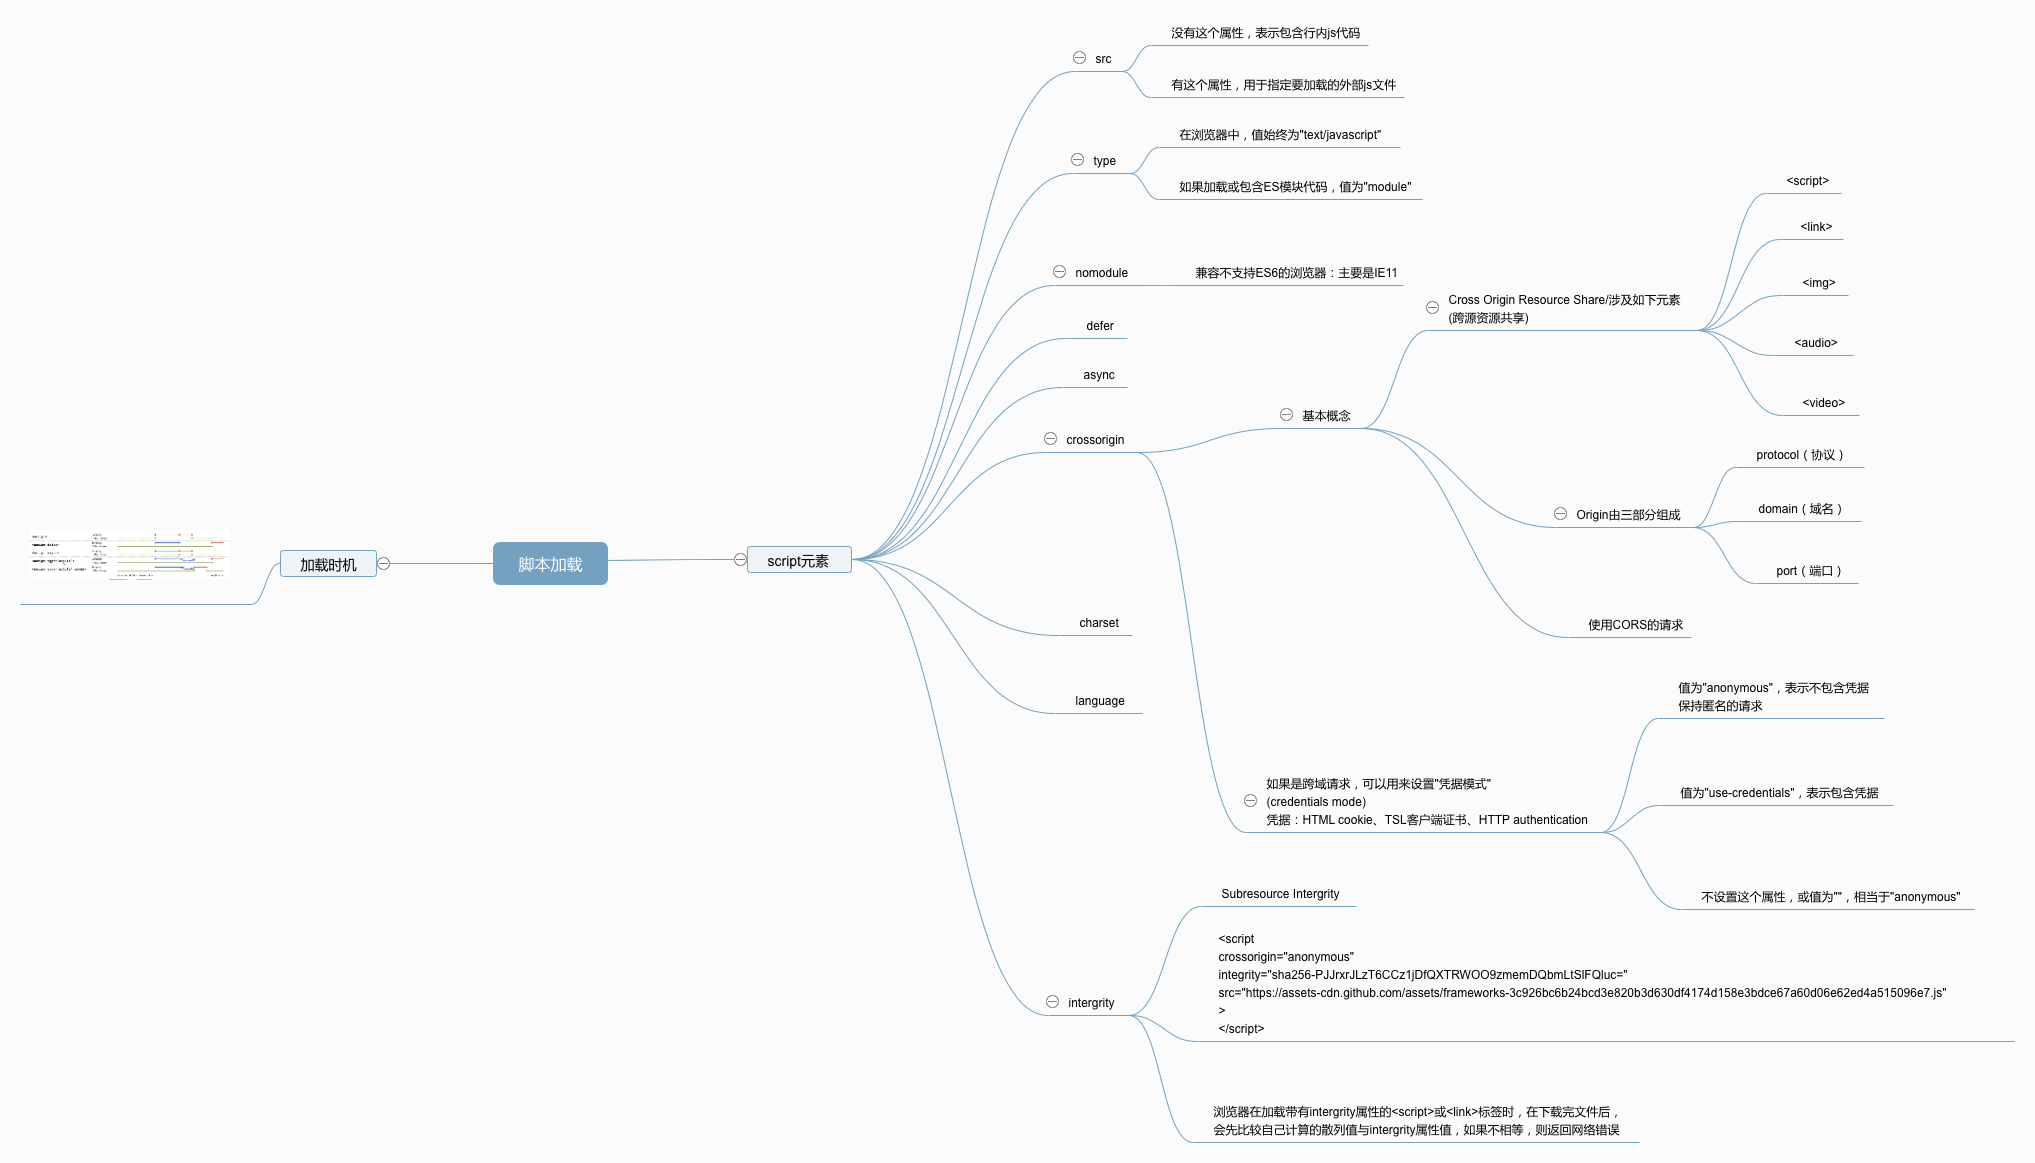 脚本加载
加载时机
script元素
src
没有这个属性，表示包含行内js代码
有这个属性，用于指定要加载的外部js文件
type
在浏览器中，值始终为"text/javascript"
如果加载或包含ES模块代码，值为"module"
nomodule
兼容不支持ES6的浏览器：主要是IE11
defer
async
crossorigin
基本概念
Cross Origin Resource Share/涉及如下元素
(跨源资源共享)
<script>
<link>
<img>
<audio>
<video>
Origin由三部分组成
protocol（协议）
domain（域名）
port（端口）
使用CORS的请求
如果是跨域请求，可以用来设置"凭据模式"
(credentials mode)
凭据：HTML cookie、TSL客户端证书、HTTP authentication
值为"anonymous"，表示不包含凭据
保持匿名的请求
值为"use-credentials"，表示包含凭据
不设置这个属性，或值为""，相当于"anonymous"
charset
language
intergrity
Subresource Intergrity
<script
crossorigin="anonymous"
integrity="sha256-PJJrxrJLzT6CCz1jDfQXTRWOO9zmemDQbmLtSlFQluc="
src="https://assets-cdn.github.com/assets/frameworks-3c926bc6b24bcd3e820b3d630df4174d158e3bdce67a60d06e62ed4a515096e7.js"
>
</script>
浏览器在加载带有intergrity属性的<script>或<link>标签时，在下载完文件后，
会先比较自己计算的散列值与intergrity属性值，如果不相等，则返回网络错误